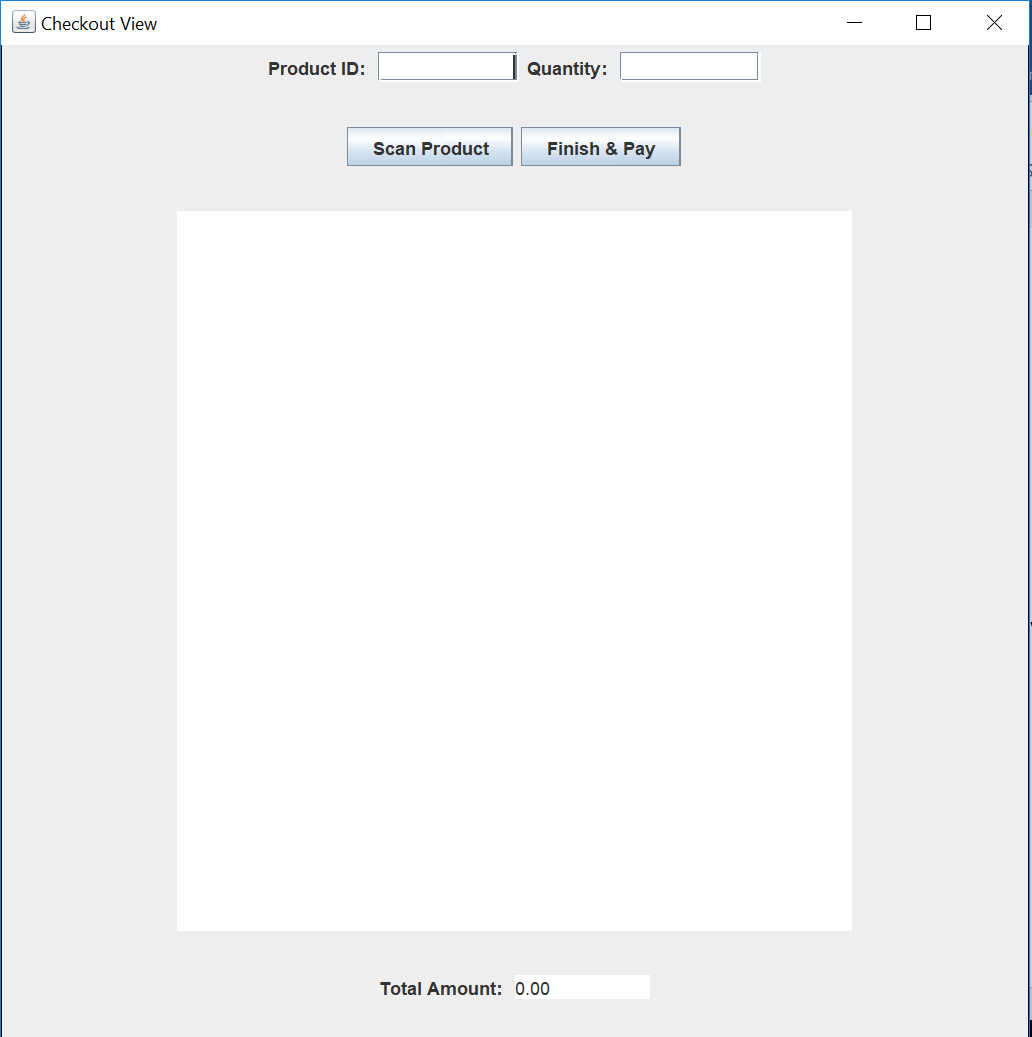 Checkout View
Product ID: Quantity:
Scan Product Finish & Pay
Total Amount: 0.00